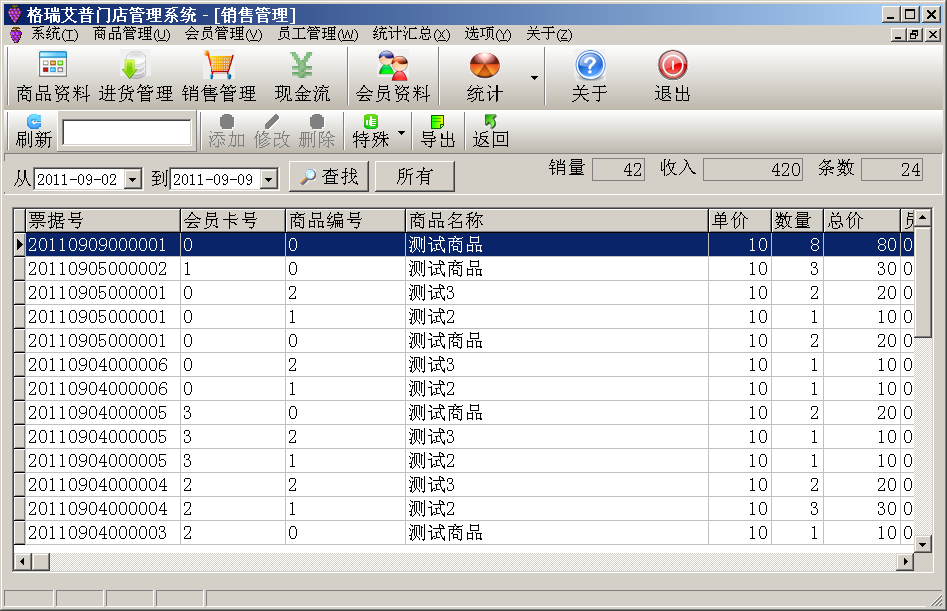 格瑞艾普门店管理系统 - [销售管理]
系统(T) 商品管理(U) 会员管理(V) 员工管理(W) 统计汇总(X) 选项(Y) 关于(Z)
商品资料 进货管理 销售管理 现金流 会员资料 统计 关于 退出
刷新 添加 修改 删除 特殊 导出 返回
从 2011-09-02 到 2011-09-09 查找 所有 销量 42 收入 420 条数 24
票据号 会员卡号 商品编号 商品名称 单价 数量 总价
20110909000001 0 0 测试商品 10 8 80 0
20110905000002 1 0 测试商品 10 3 30 0
20110905000001 0 2 测试3 10 2 20 0
20110905000001 0 1 测试2 10 1 10 0
20110905000001 0 0 测试商品 10 2 20 0
20110904000006 0 2 测试3 10 1 10 0
20110904000006 0 1 测试2 10 1 10 0
20110904000005 3 0 测试商品 10 2 20 0
20110904000005 3 2 测试3 10 1 10 0
20110904000005 3 1 测试2 10 1 10 0
20110904000004 2 2 测试3 10 2 20 0
20110904000004 2 1 测试2 10 3 30 0
20110904000003 2 0 测试商品 10 1 10 0